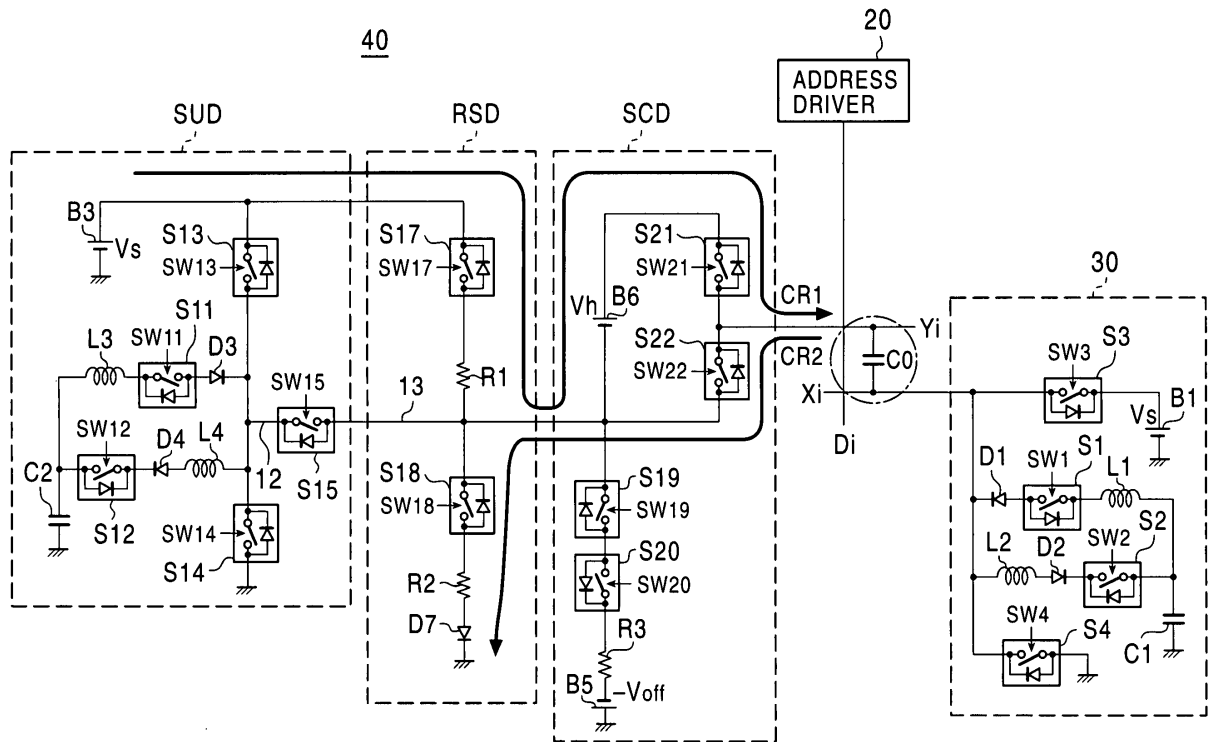 40
20
ADDRESS
DRIVER
SUD
RSD
SCD
B3
Vs
S13
SW13
S17
SW17
S21
SW21
Vh
B6
CR1
30
L3
S11
SW11
D3
SW15
R1
13
S22
SW22
CR2
Yi
C0
Xi
Di
SW3
S3
Vs
B1
SW12
D4
L4
12
S15
C2
S12
SW14
S14
S18
SW18
S19
SW19
S20
SW20
R2
D7
R3
B5
-Voff
D1
SW1
S1
L1
L2
D2
SW2
S2
SW4
S4
C1